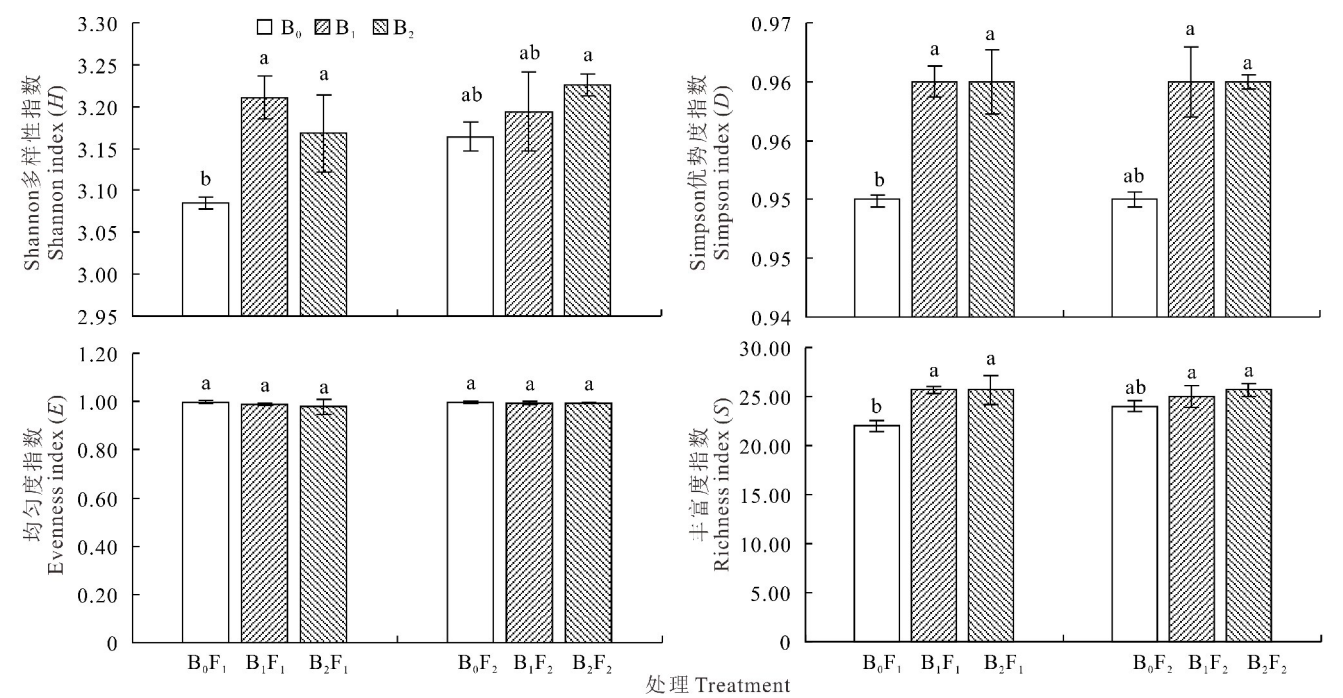 Shannon多样性指数
Shannon index (H)
3.30
3.25
3.20
3.15
3.10
3.05
3.00
2.95
B₀ B₁ B₂
b a a ab ab a
Simpson优势度指数
Simpson index (D)
0.97
0.96
0.96
0.95
0.95
0.94
b a a ab a a
均匀度指数
Evenness index (E)
1.20
1.00
0.80
0.60
0.40
0.20
0
a a a a a a
B₀F₁ B₁F₁ B₂F₁ B₀F₂ B₁F₂ B₂F₂
丰富度指数
Richness index (S)
30.00
25.00
20.00
15.00
10.00
5.00
0
b a a ab a a
B₀F₁ B₁F₁ B₂F₁ B₀F₂ B₁F₂ B₂F₂
处理 Treatment